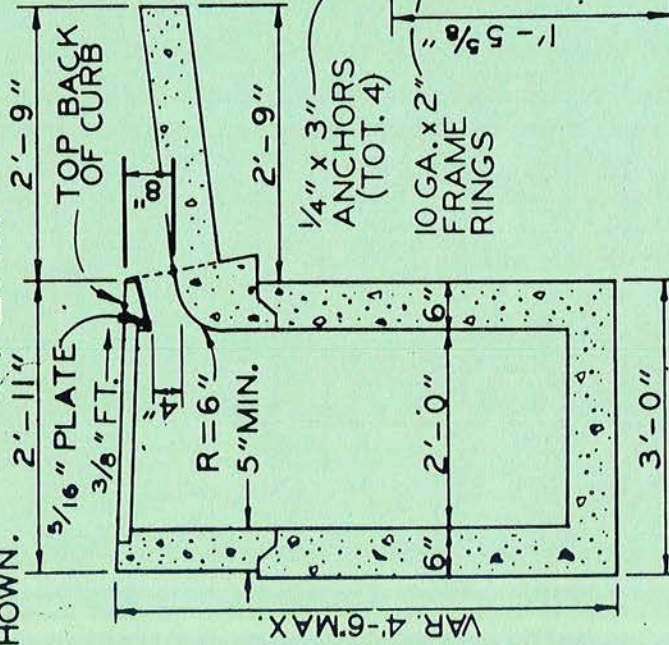 HOWN.
2'-11"
2'-9"
5/16" PLATE
TOP BACK
OF CURB
3/8" FT.
8"
4"
R=6"
5" MIN.
2'-9"
1/4" x 3"
ANCHORS
(TOT. 4)
10 GA. x 2"
FRAME
RINGS
1'-5 5/8"
6"
2'-0"
6"
3'-0"
VAR. 4'-6" MAX.